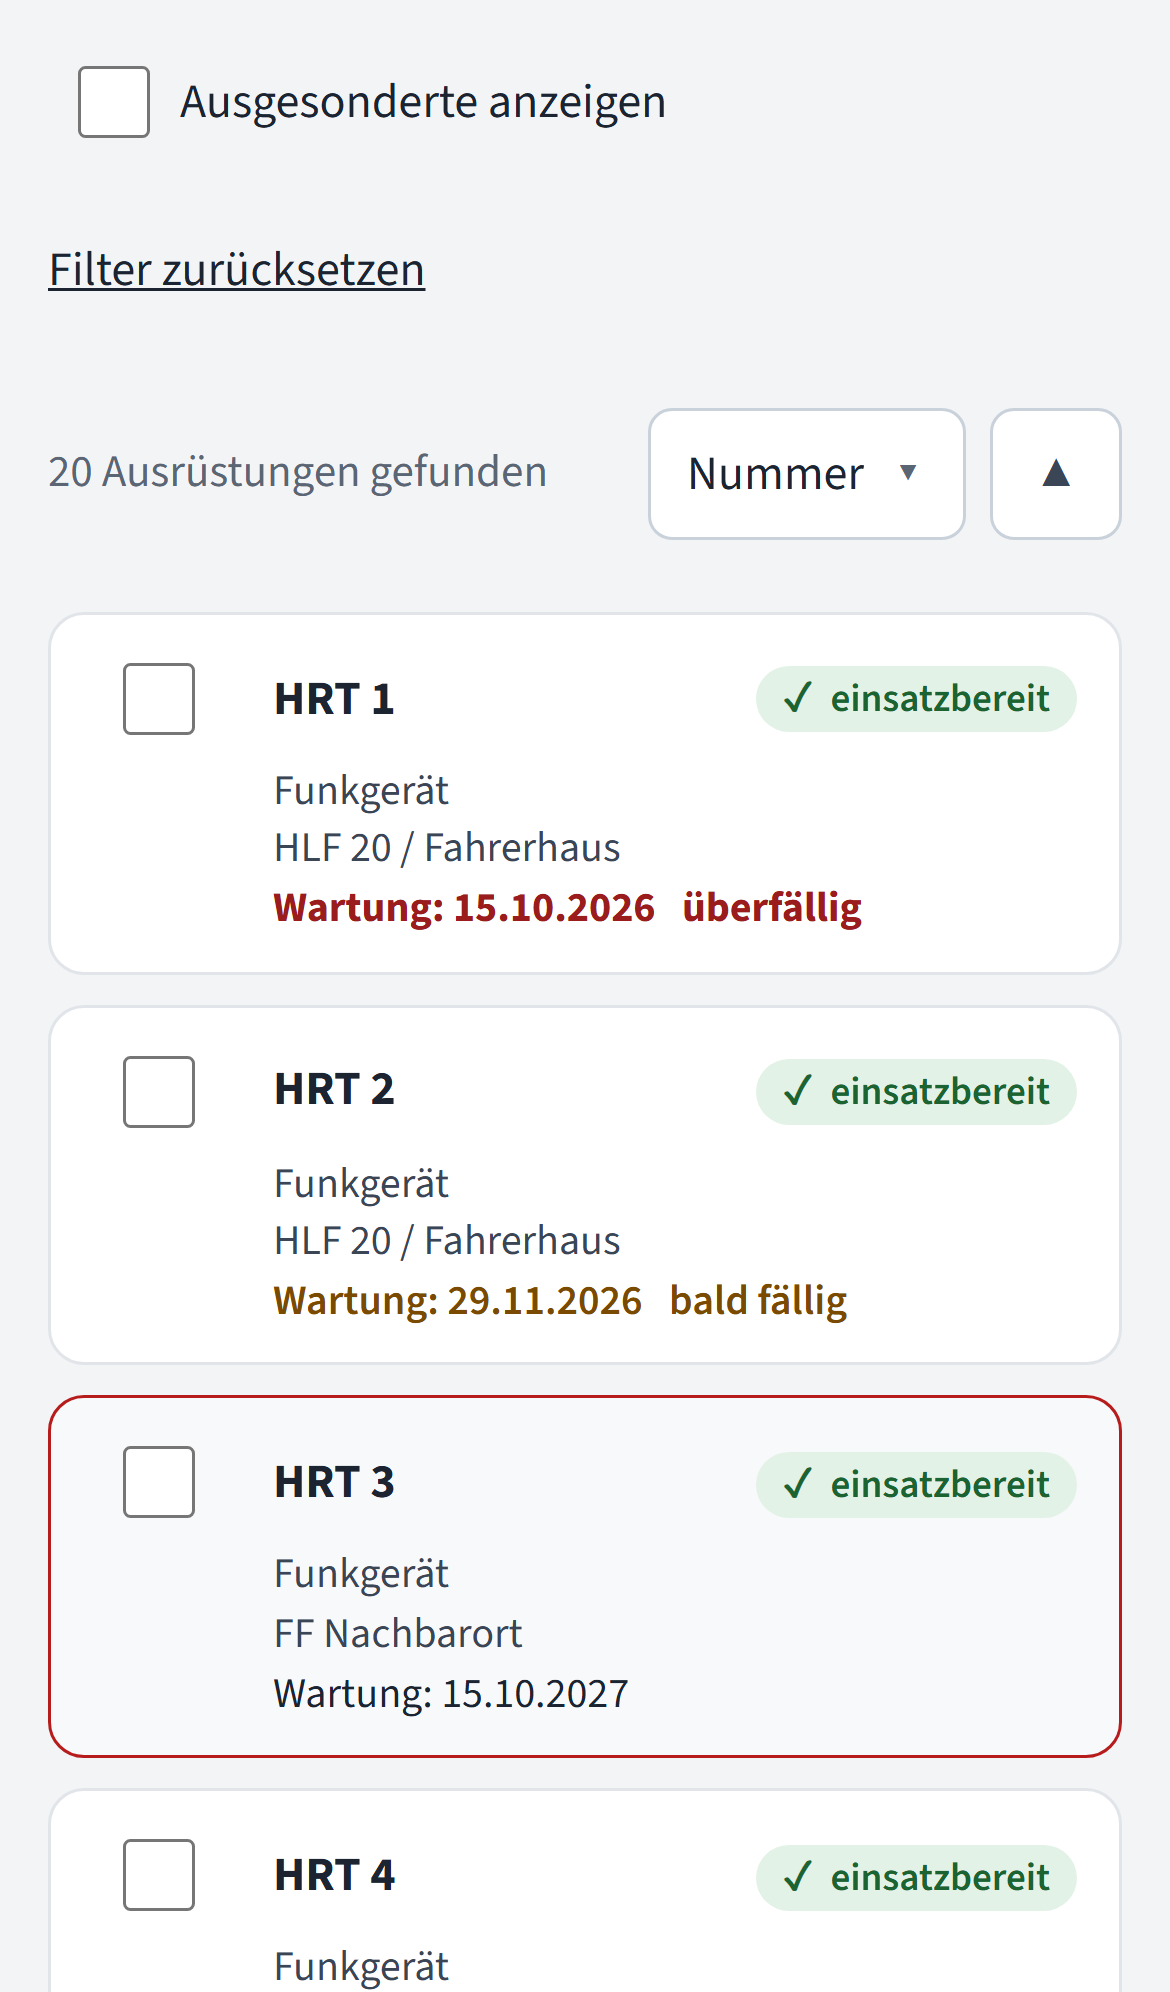 Ausgesonderte anzeigen
Filter zurücksetzen
20 Ausrüstungen gefunden
Nummer ▼
▲
HRT 1
✓ einsatzbereit
Funkgerät
HLF 20 / Fahrerhaus
Wartung: 15.10.2026 überfällig
HRT 2
✓ einsatzbereit
Funkgerät
HLF 20 / Fahrerhaus
Wartung: 29.11.2026 bald fällig
HRT 3
✓ einsatzbereit
Funkgerät
FF Nachbarort
Wartung: 15.10.2027
HRT 4
✓ einsatzbereit
Funkgerät